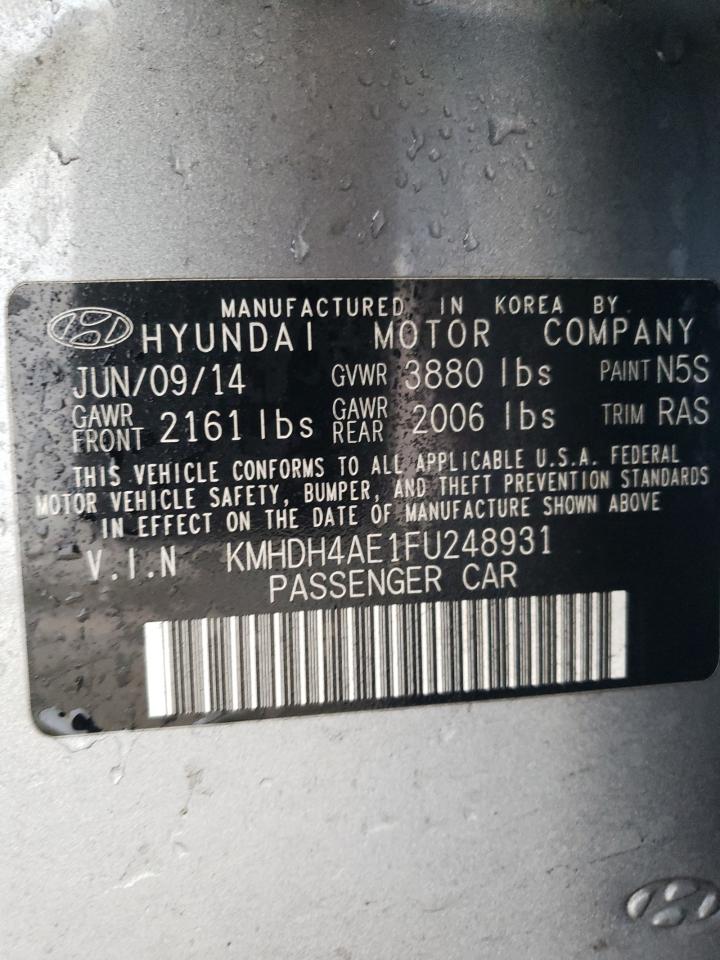 MANUFACTURED IN KOREA BY
HYUNDAI MOTOR COMPANY
JUN/09/14 GVWR 3880 lbs PAINT N5S
GAWR FRONT 2161 lbs GAWR REAR 2006 lbs TRIM RAS
THIS VEHICLE CONFORMS TO ALL APPLICABLE U.S.A. FEDERAL
MOTOR VEHICLE SAFETY, BUMPER, AND THEFT PREVENTION STANDARDS
IN EFFECT ON THE DATE OF MANUFACTURE SHOWN ABOVE
V.I.N KMHDH4AE1FU248931
PASSENGER CAR